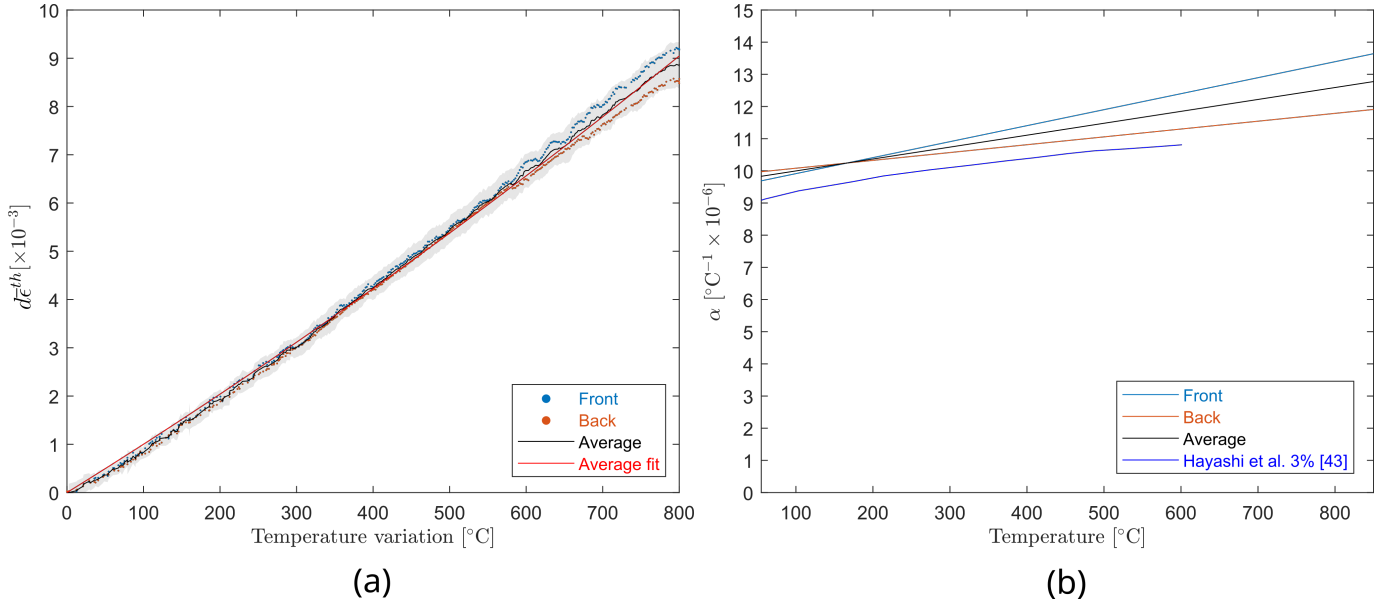 10
9
8
7
6
5
4
3
2
1
0
dε̄^{th}[×10^{−3}]
0 100 200 300 400 500 600 700 800
Temperature variation [°C]
Front
Back
Average
Average fit
(a)
15
14
13
12
11
10
9
8
7
6
5
4
3
2
1
0
α [°C^{−1} × 10^{−6}]
100 200 300 400 500 600 700 800
Temperature [°C]
Front
Back
Average
Hayashi et al. 3% [43]
(b)